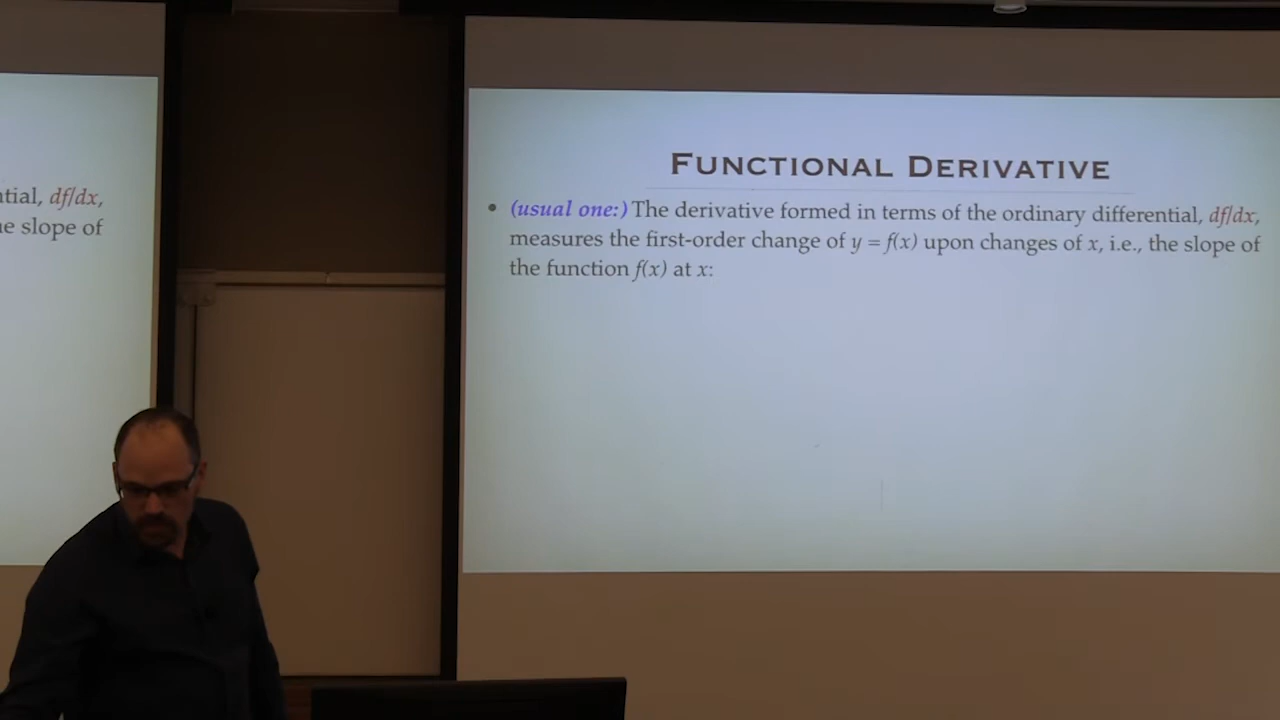 tial, df/dx,
e slope of
FUNCTIONAL DERIVATIVE
• (usual one:) The derivative formed in terms of the ordinary differential, df/dx,
measures the first-order change of y = f(x) upon changes of x, i.e., the slope of
the function f(x) at x: